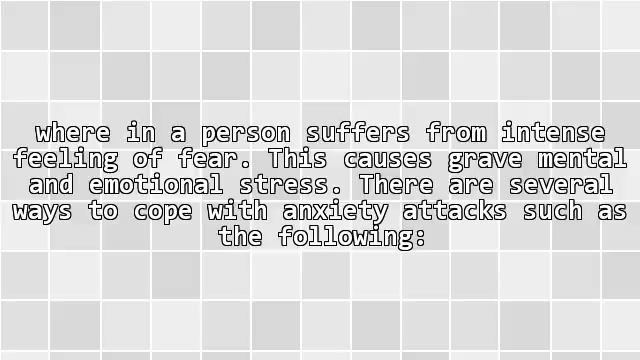 where in a person suffers from intense
feeling of fear. This causes grave mental
and emotional stress. There are several
ways to cope with anxiety attacks such as
the following: